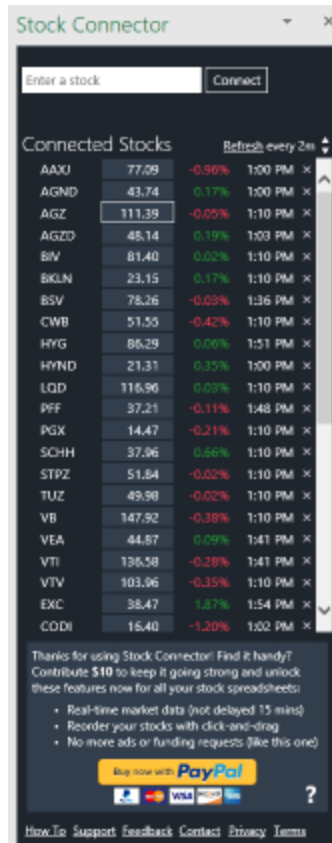 Stock Connector
Enter a stock Connect
Connected Stocks Refresh every 2m
AAXJ 77.09 -0.96% 1:00 PM ×
AGND 43.74 0.17% 1:00 PM ×
AGZ 111.39 -0.05% 1:10 PM ×
AGZD 48.14 0.19% 1:03 PM ×
BIV 81.40 0.02% 1:10 PM ×
BKLN 23.15 0.17% 1:10 PM ×
BSV 78.26 -0.03% 1:36 PM ×
CWB 51.55 -0.42% 1:10 PM ×
HYG 86.29 0.06% 1:51 PM ×
HYND 21.31 0.35% 1:00 PM ×
LQD 116.96 0.03% 1:10 PM ×
PFF 37.21 -0.11% 1:48 PM ×
PGX 14.47 -0.21% 1:10 PM ×
SCHH 37.96 0.66% 1:10 PM ×
STPZ 51.84 -0.02% 1:10 PM ×
TUZ 49.98 -0.02% 1:10 PM ×
VB 147.92 -0.38% 1:10 PM ×
VEA 44.87 0.09% 1:41 PM ×
VTI 136.58 -0.28% 1:41 PM ×
VTV 103.96 -0.35% 1:10 PM ×
EXC 38.47 1.87% 1:54 PM ×
CODI 16.40 -1.20% 1:02 PM ×
Thanks for using Stock Connector! Find it handy?
Contribute $10 to keep it going strong and unlock
these features now for all your stock spreadsheets:
• Real-time market data (not delayed 15 mins)
• Reorder your stocks with click-and-drag
• No more ads or funding requests (like this one)
Buy now with PayPal
VISA
?
How To Support Feedback Contact Privacy Terms